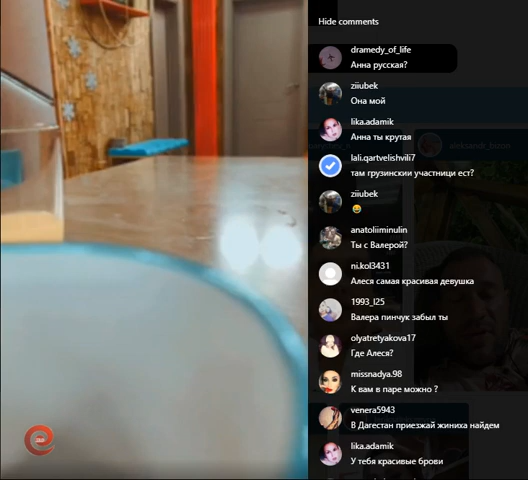 Hide comments
dramedy_of_life
Анна русская?
ziiubek
Она мой
lika.adamik
Анна ты крутая
lali.qartvelishvili7
там грузинскии участници ест?
ziiubek
😄
anatoliiminulin
Ты с Валерой?
ni.kol3431
Алеся самая красивая девушка
1993_l25
Валера пинчук забыл ты
olyatretyakova17
Где Алеся?
missnadya.98
К вам в паре можно ?
venera5943
В Дагестан приезжай жиниха найдем
lika.adamik
У тебя красивые брови